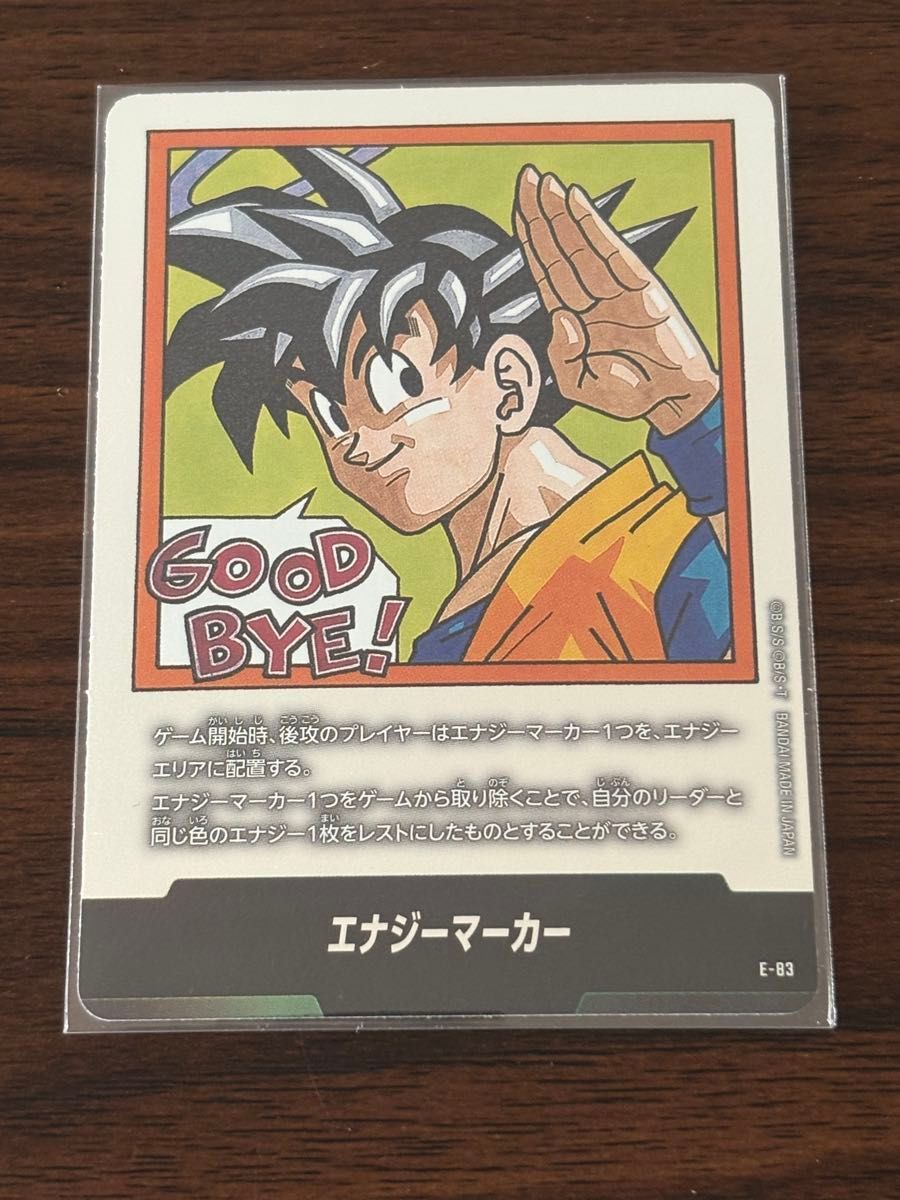 GOOD
BYE!
ゲーム開始時、後攻のプレイヤーはエナジーマーカー1つを、エナジー
エリアに配置する。
エナジーマーカー1つをゲームから取り除くことで、自分のリーダーと
同じ色のエナジー1枚をレストにしたものとすることができる。
©B.S./S ©B/S・T BANDAI MADE IN JAPAN
エナジーマーカー
E-83